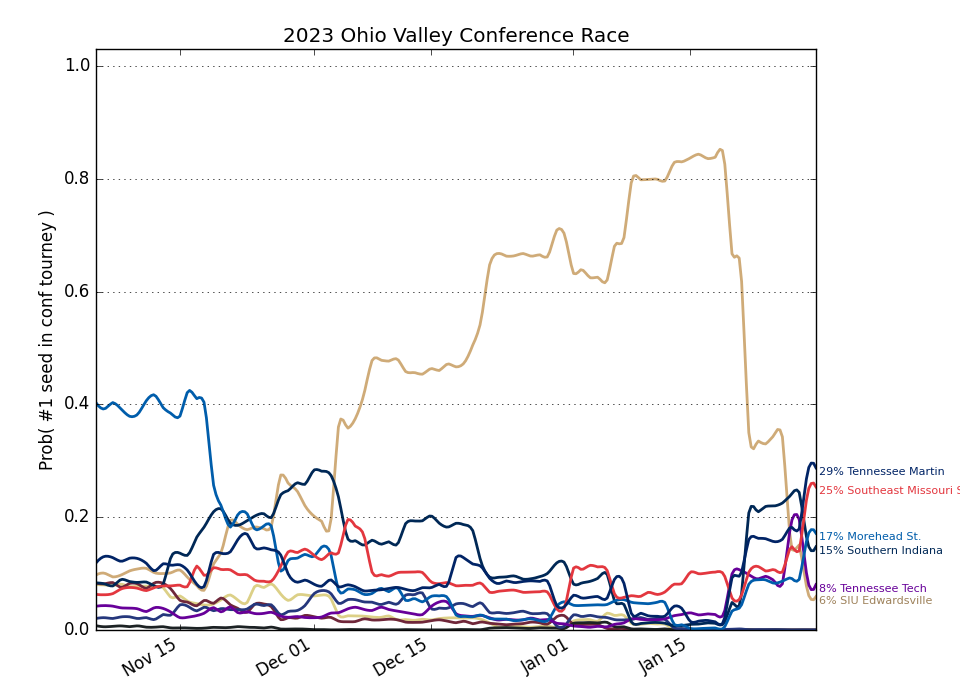 2023 Ohio Valley Conference Race
Prob( #1 seed in conf tourney )
1.0
0.8
0.6
0.4
0.2
0.0
Nov 15
Dec 01
Dec 15
Jan 01
Jan 15
29% Tennessee Martin
25% Southeast Missouri S
17% Morehead St.
15% Southern Indiana
8% Tennessee Tech
6% SIU Edwardsville